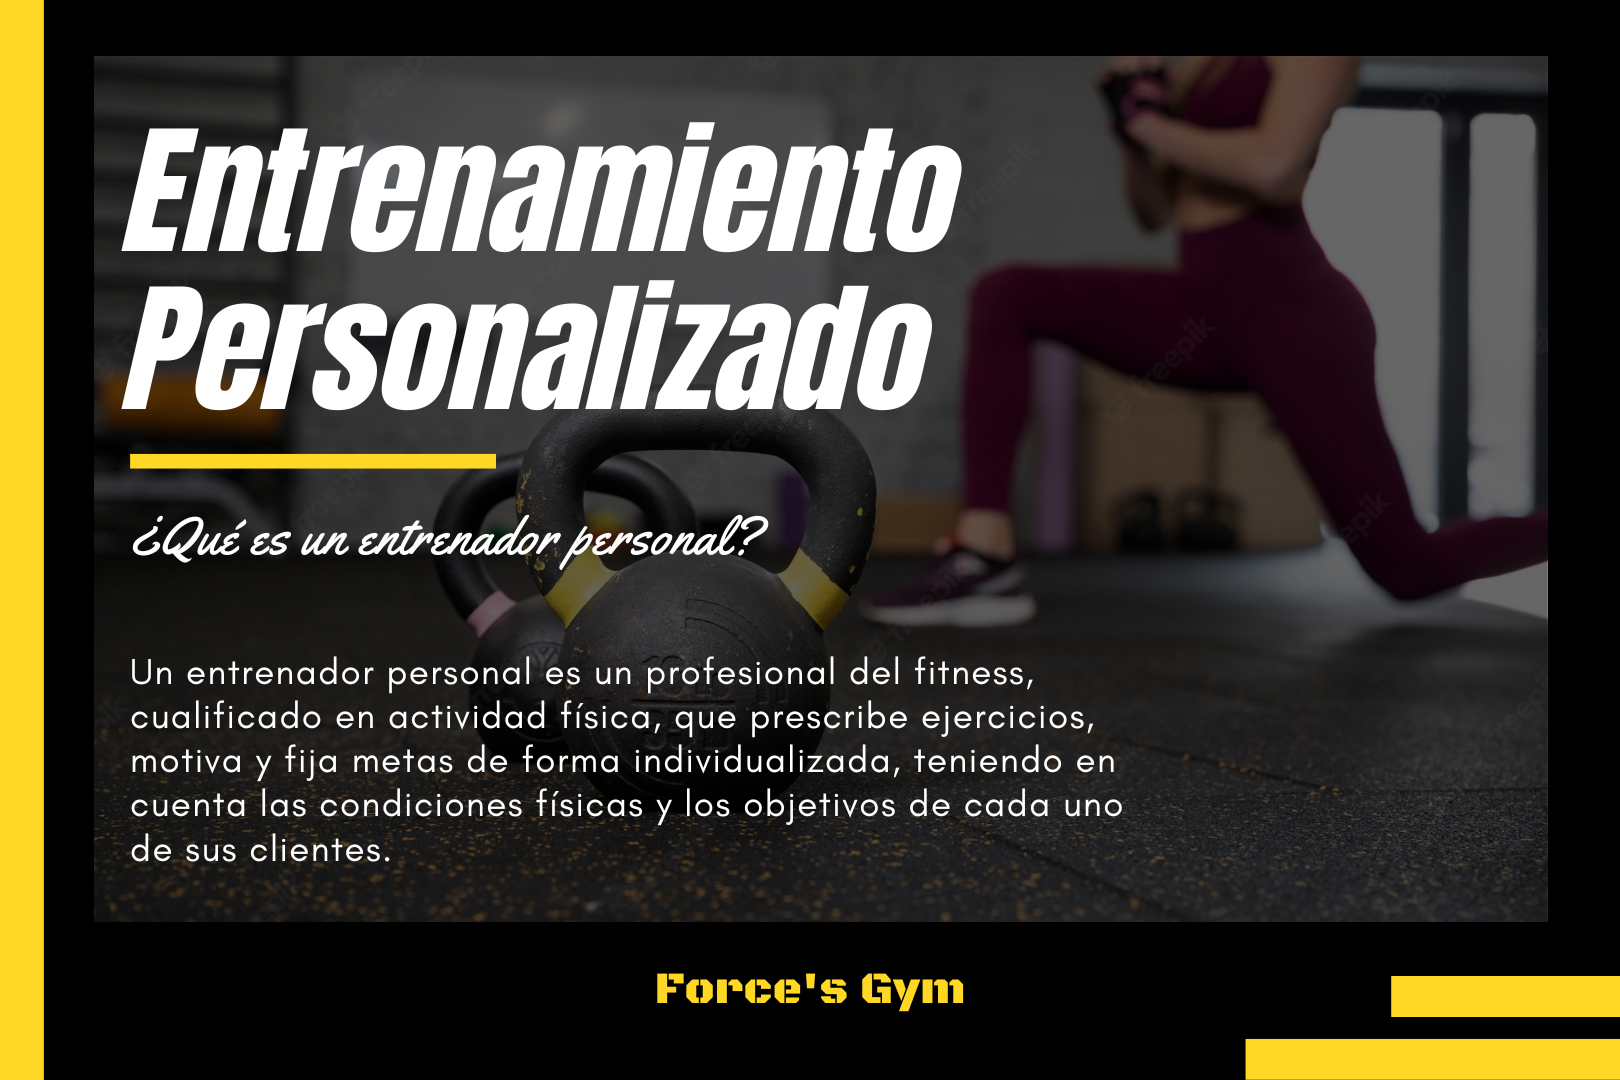 Entrenamiento
Personalizado
¿Qué es un entrenador personal?
Un entrenador personal es un profesional del fitness,
cualificado en actividad física, que prescribe ejercicios,
motiva y fija metas de forma individualizada, teniendo en
cuenta las condiciones físicas y los objetivos de cada uno
de sus clientes.
Force's Gym
freepik